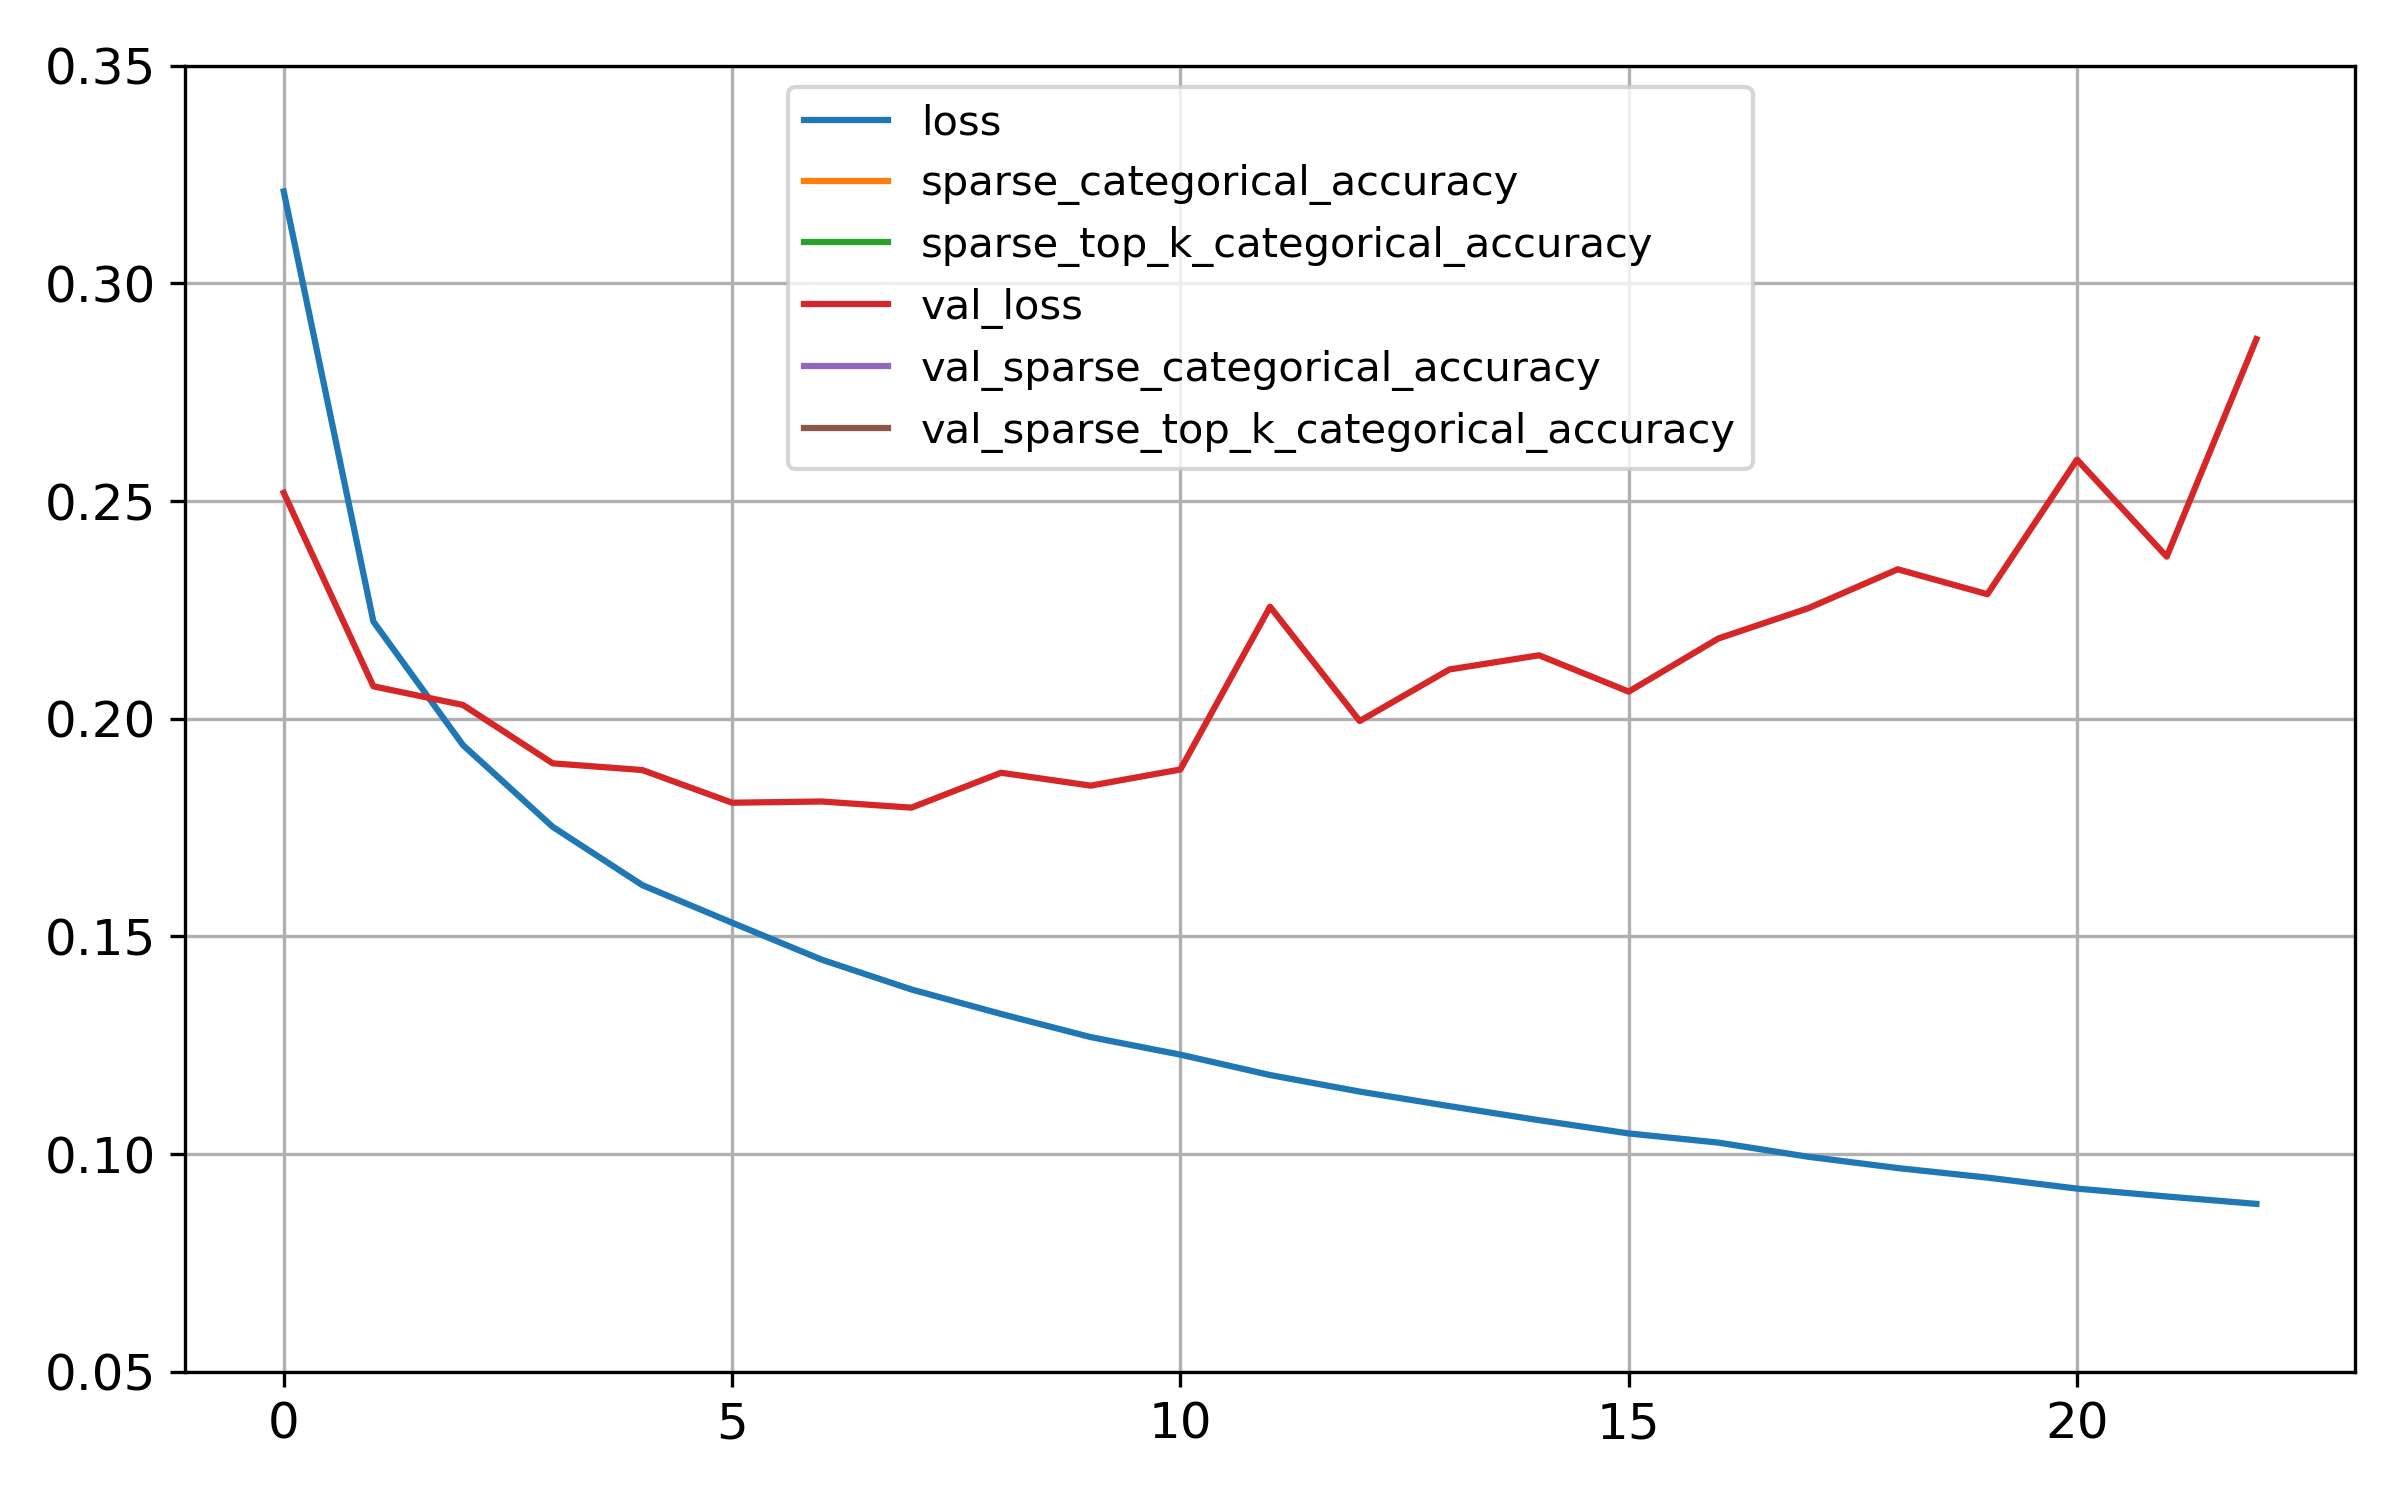 0.35
0.30
0.25
0.20
0.15
0.10
0.05
loss
sparse_categorical_accuracy
sparse_top_k_categorical_accuracy
val_loss
val_sparse_categorical_accuracy
val_sparse_top_k_categorical_accuracy
0 5 10 15 20